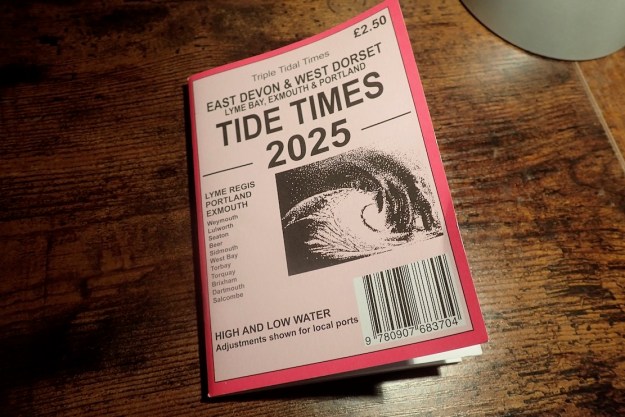 £2.50
Triple Tidal Times
EAST DEVON & WEST DORSET
LYME BAY, EXMOUTH & PORTLAND
TIDE TIMES
2025
LYME REGIS
PORTLAND
EXMOUTH
Weymouth
Lulworth
Seaton
Beer
Sidmouth
West Bay
Torbay
Torquay
Brixham
Dartmouth
Salcombe
HIGH AND LOW WATER
Adjustments shown for local ports
9 780907 683704